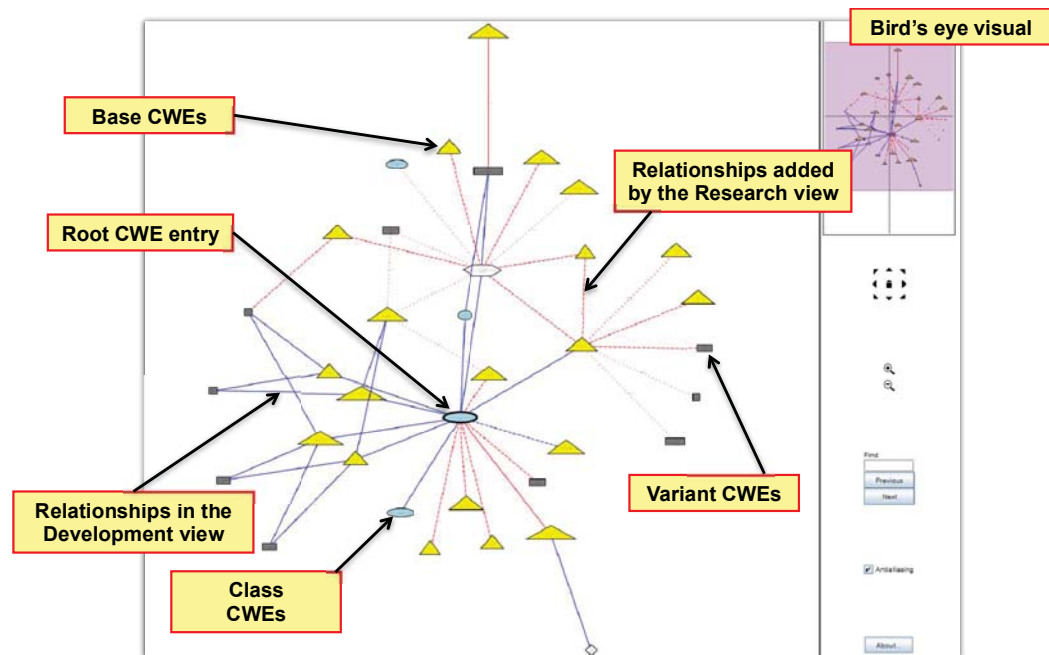 Bird's eye visual
Base CWEs
Relationships added
by the Research view
Root CWE entry
Variant CWEs
Relationships in the
Development view
Class
CWEs
Find
Previous
Next
Antialiasing
About...